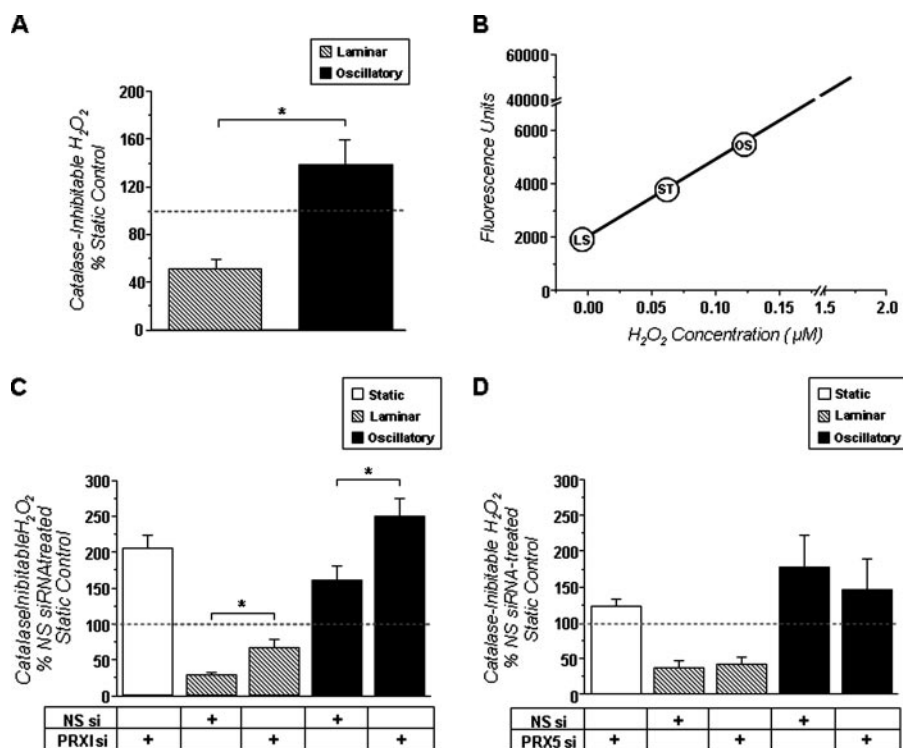 A
Laminar
Oscillatory
Catalase-Inhibitable H₂O₂
% Static Control
200
160
120
80
40
0
*
B
Fluorescence Units
60000
40000
6000
4000
2000
0
LS
ST
OS
0.00
0.05
0.10
0.15
1.5
2.0
H₂O₂ Concentration (µM)
C
Static
Laminar
Oscillatory
CatalaseInhibitableH₂O₂
% NS siRNAtreated
Static Control
300
250
200
150
100
50
0
*
*
NS si + +
PRXIsi + + +
D
Static
Laminar
Oscillatory
Catalase-Inibitable H₂O₂
% NS siRNA-treated
Static Control
300
250
200
150
100
50
0
NS si + +
PRX5 si + + +